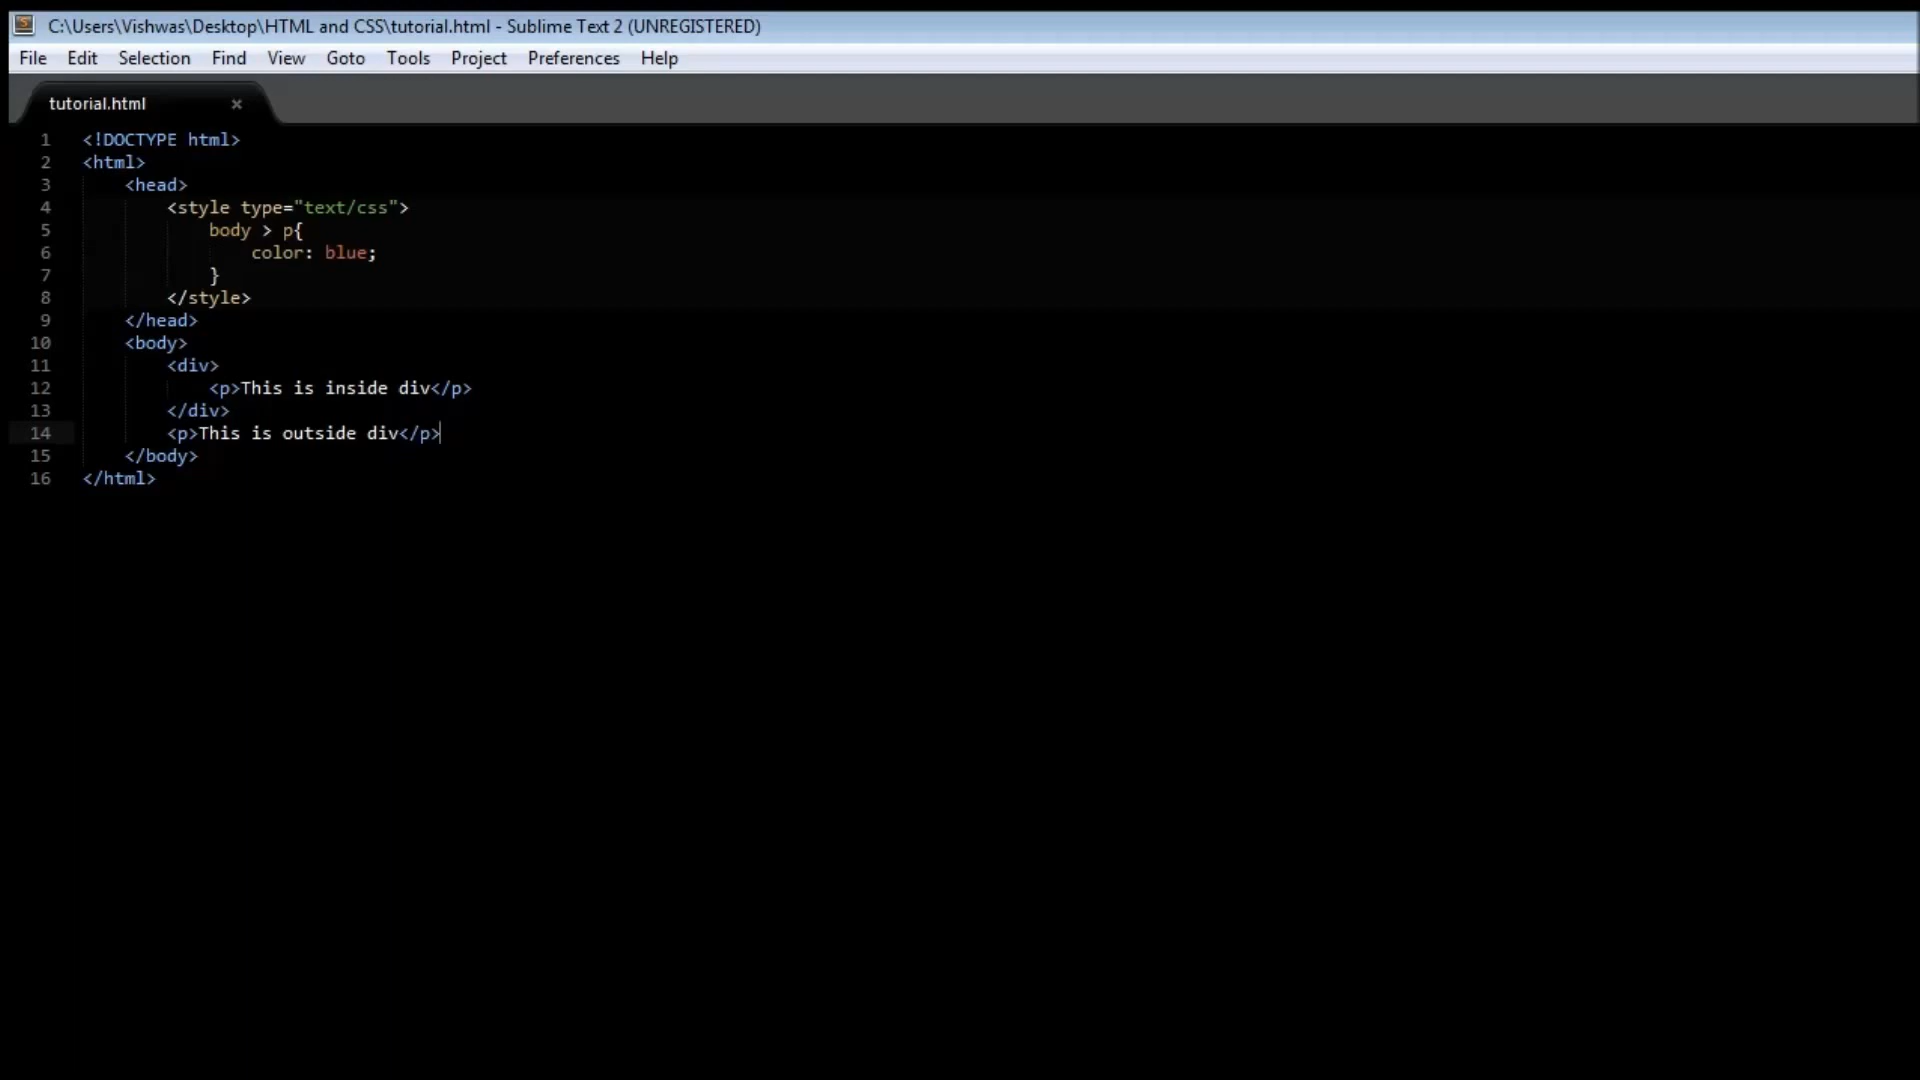 C:\Users\Vishwas\Desktop\HTML and CSS\tutorial.html - Sublime Text 2 (UNREGISTERED)
File Edit Selection Find View Goto Tools Project Preferences Help
tutorial.html ×
1 <!DOCTYPE html>
2 <html>
3 <head>
4 <style type="text/css">
5 body > p{
6 color: blue;
7 }
8 </style>
9 </head>
10 <body>
11 <div>
12 <p>This is inside div</p>
13 </div>
14 <p>This is outside div</p>
15 </body>
16 </html>